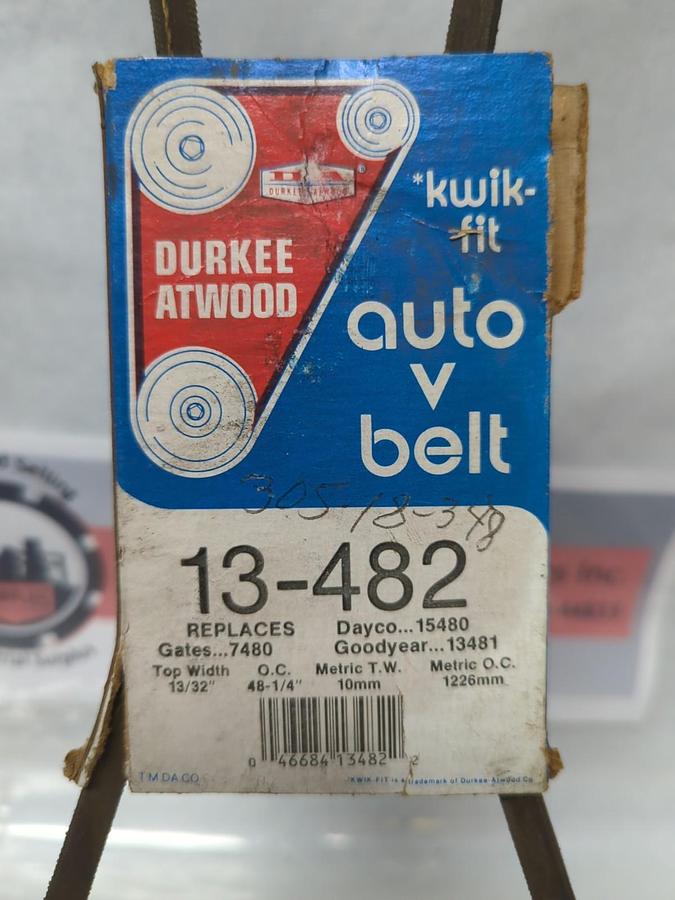 DURKEE ATWOOD
®
*kwik-
fit
DURKEE
ATWOOD
auto
v
belt
305-18-348
13-482
REPLACES
Dayco...15480
Gates...7480
Goodyear...13481
Top Width O.C. Metric T.W. Metric O.C.
13/32" 48-1/4" 10mm 1226mm
0 46684 13482 2
T M DA CO
*KWIK-FIT is a trademark of Durkee-Atwood Co